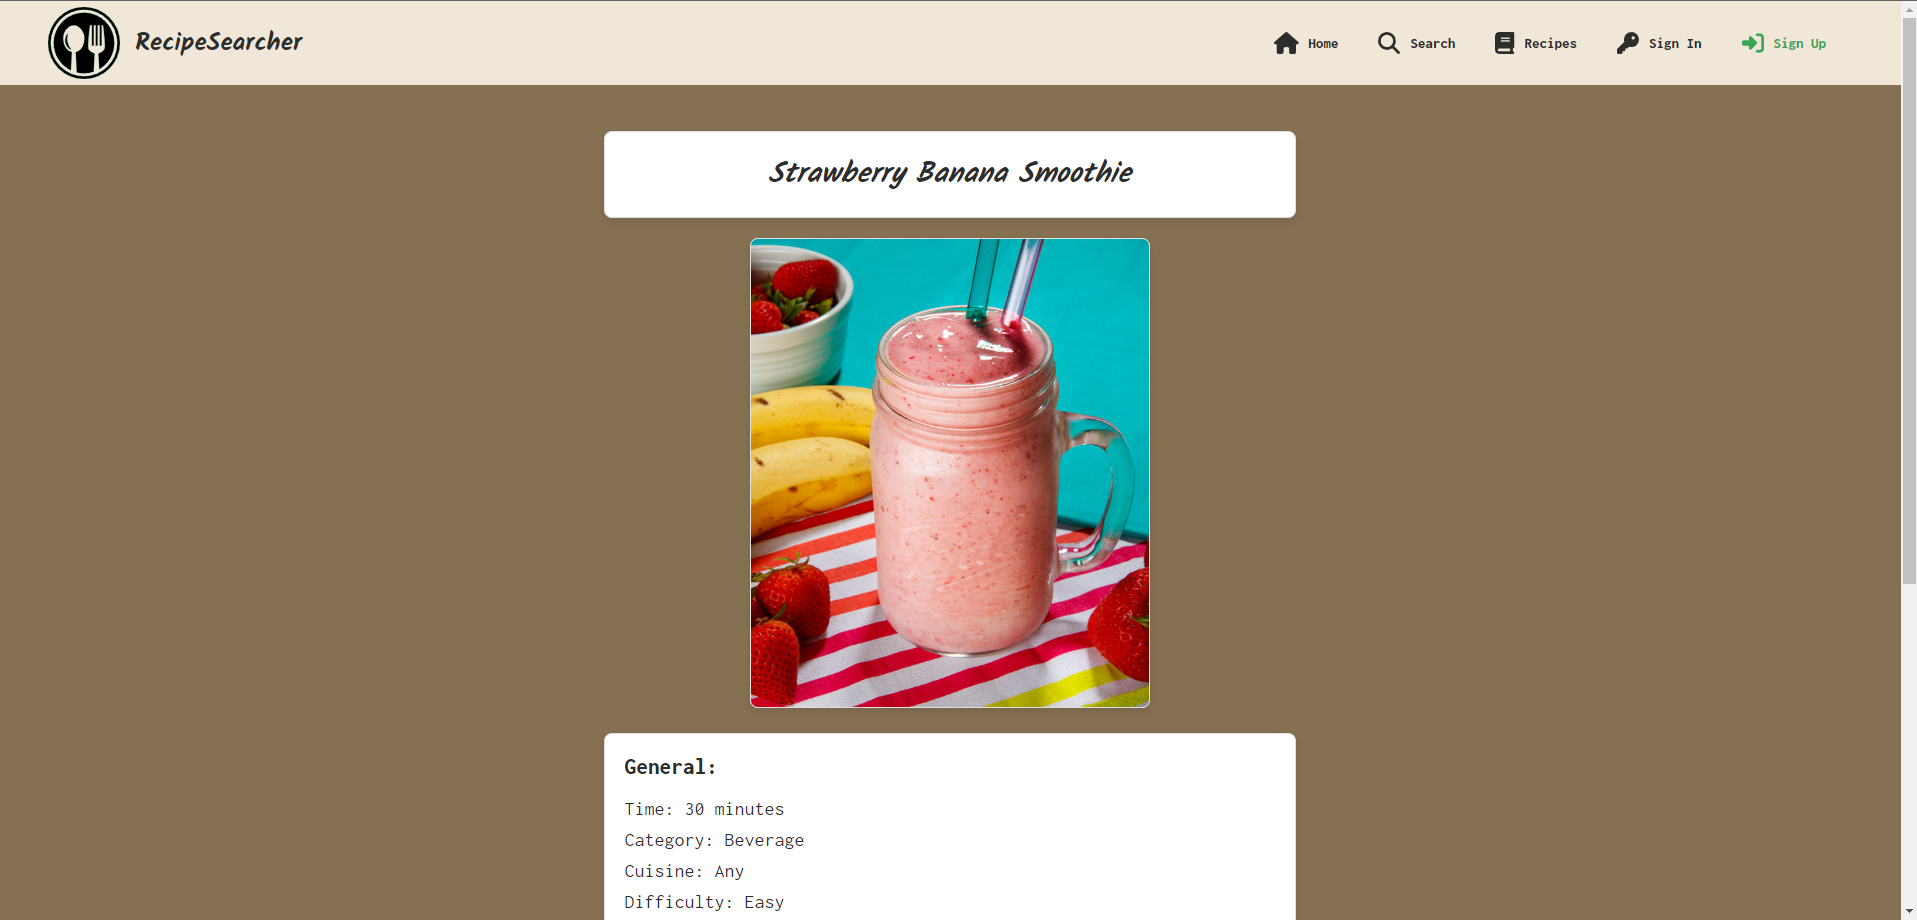 RecipeSearcher
Home
Search
Recipes
Sign In
Sign Up
Strawberry Banana Smoothie
General:
Time: 30 minutes
Category: Beverage
Cuisine: Any
Difficulty: Easy